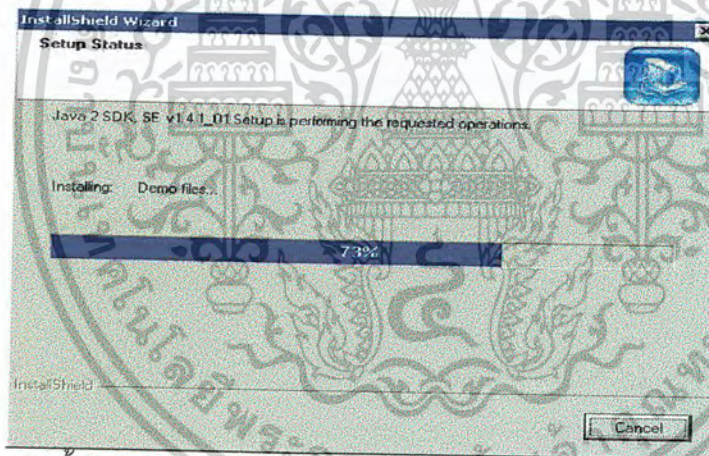 InstallShield Wizard
Setup Status
Java 2 SDK, SE v1.4.1_01 Setup is performing the requested operations.
Installing: Demo files...
73%
InstallShield
Cancel